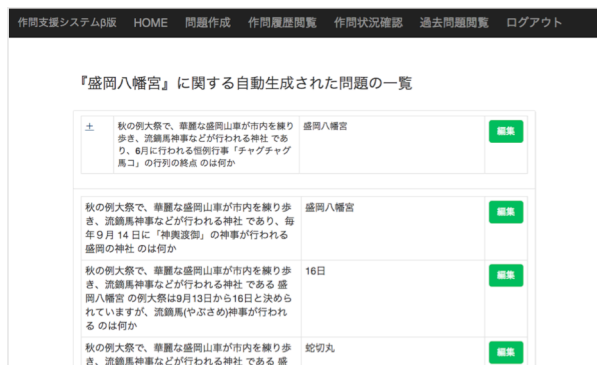 作問支援システムβ版 HOME 問題作成 作問履歴閲覧 作問状況確認 過去問題閲覧 ログアウト
『盛岡八幡宮』に関する自動生成された問題の一覧
+ 秋の例大祭で、華麗な盛岡山車が市内を練り 盛岡八幡宮 編集
歩き、流鏑馬神事などが行われる神社 であ
り、6月に行われる恒例行事「チャグチャグ
馬コ」の行列の終点 のは何か
秋の例大祭で、華麗な盛岡山車が市内を練り歩 盛岡八幡宮 編集
き、流鏑馬神事などが行われる神社 であり、毎
年９月 14 日に「神輿渡御」の神事が行われる
盛岡の神社 のは何か
秋の例大祭で、華麗な盛岡山車が市内を練り歩 16日 編集
き、流鏑馬神事などが行われる神社 である 盛
岡八幡宮 の例大祭は9月13日から16日と決めら
れていますが、流鏑馬(やぶさめ)神事が行われ
る のは何か
秋の例大祭で、華麗な盛岡山車が市内を練り歩 蛇切丸 編集
き、流鏑馬神事などが行われる神社 である 盛